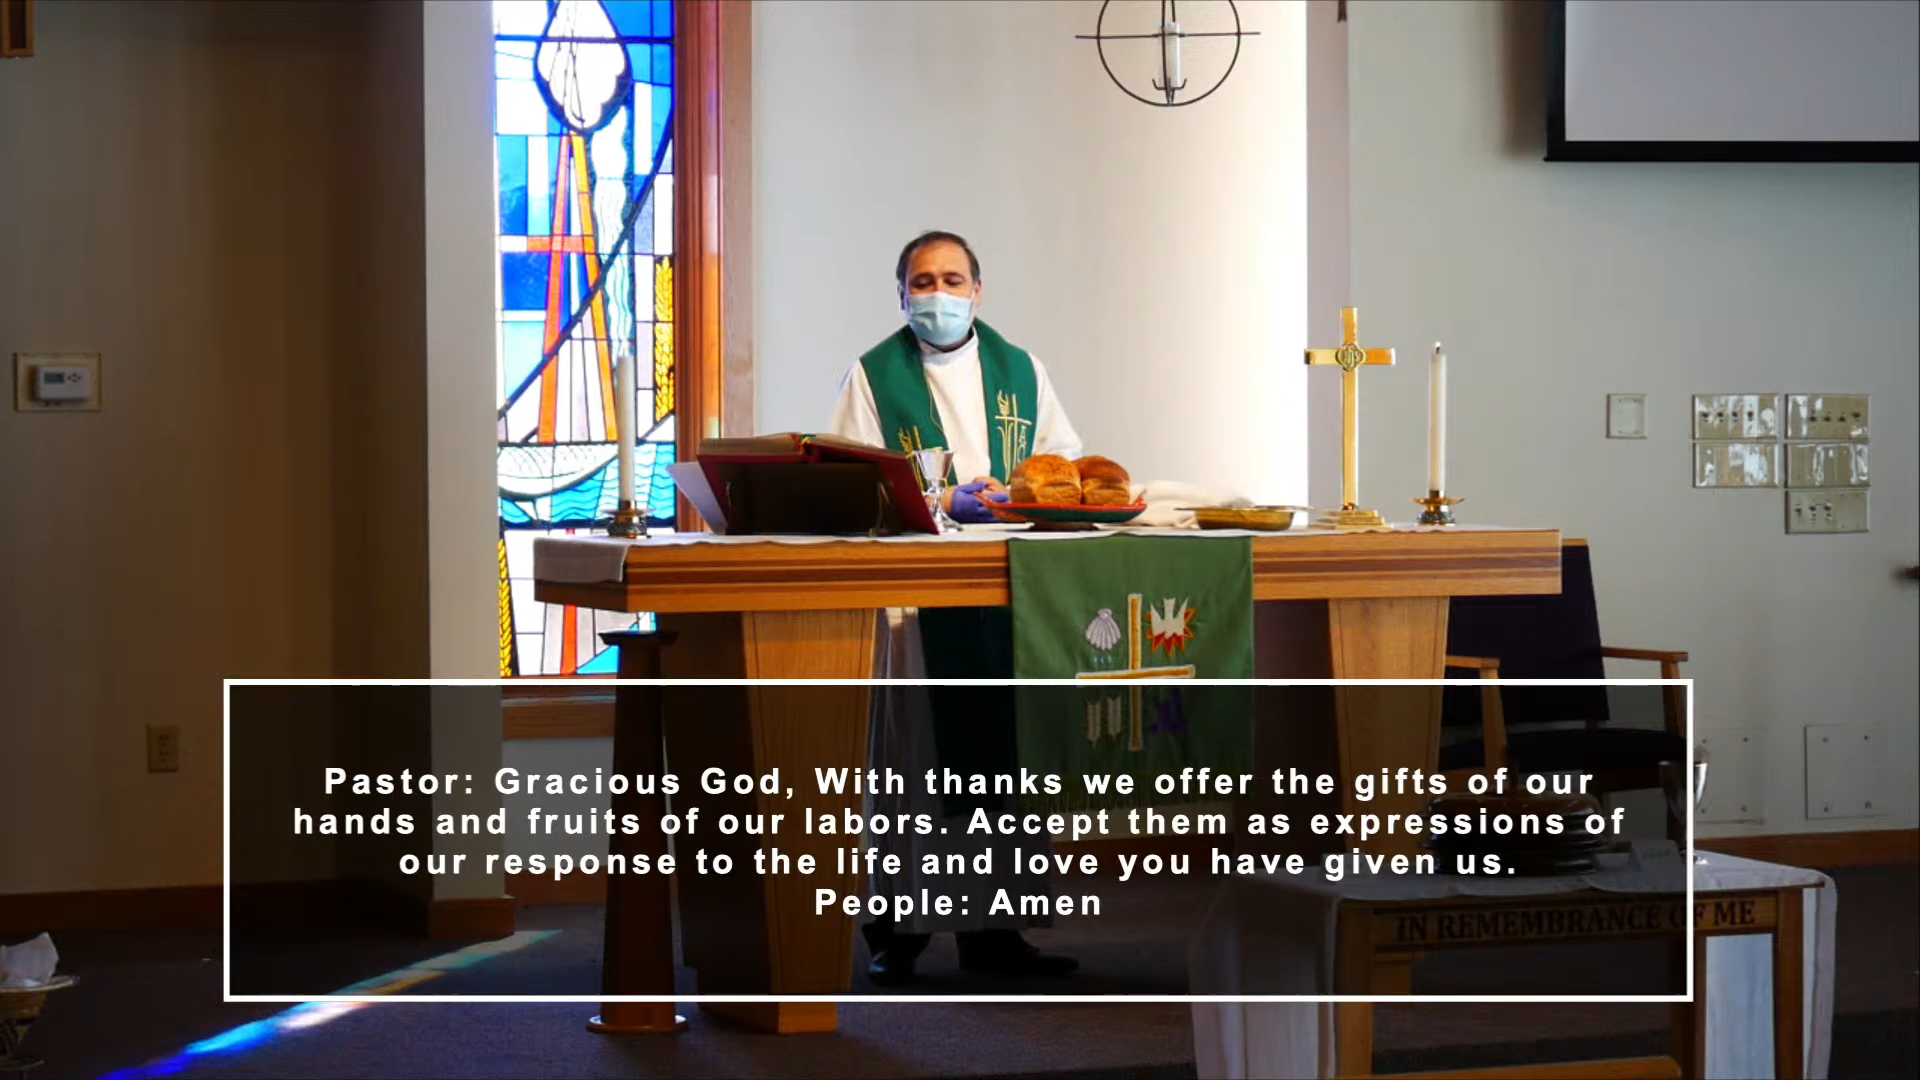 Pastor: Gracious God, With thanks we offer the gifts of our
hands and fruits of our labors. Accept them as expressions of
our response to the life and love you have given us.
People: Amen
IN REMEMBRANCE OF ME